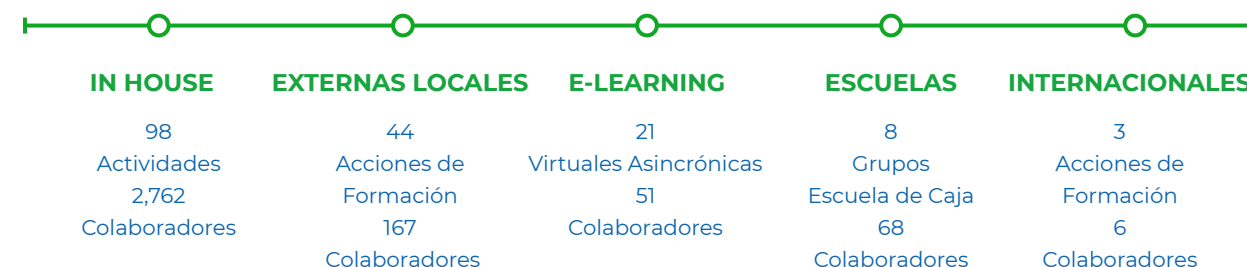 IN HOUSE
98
Actividades
2,762
Colaboradores
EXTERNAS LOCALES
44
Acciones de
Formación
167
Colaboradores
E-LEARNING
21
Virtuales Asincrónicas
51
Colaboradores
ESCUELAS
8
Grupos
Escuela de Caja
68
Colaboradores
INTERNACIONALES
3
Acciones de
Formación
6
Colaboradores